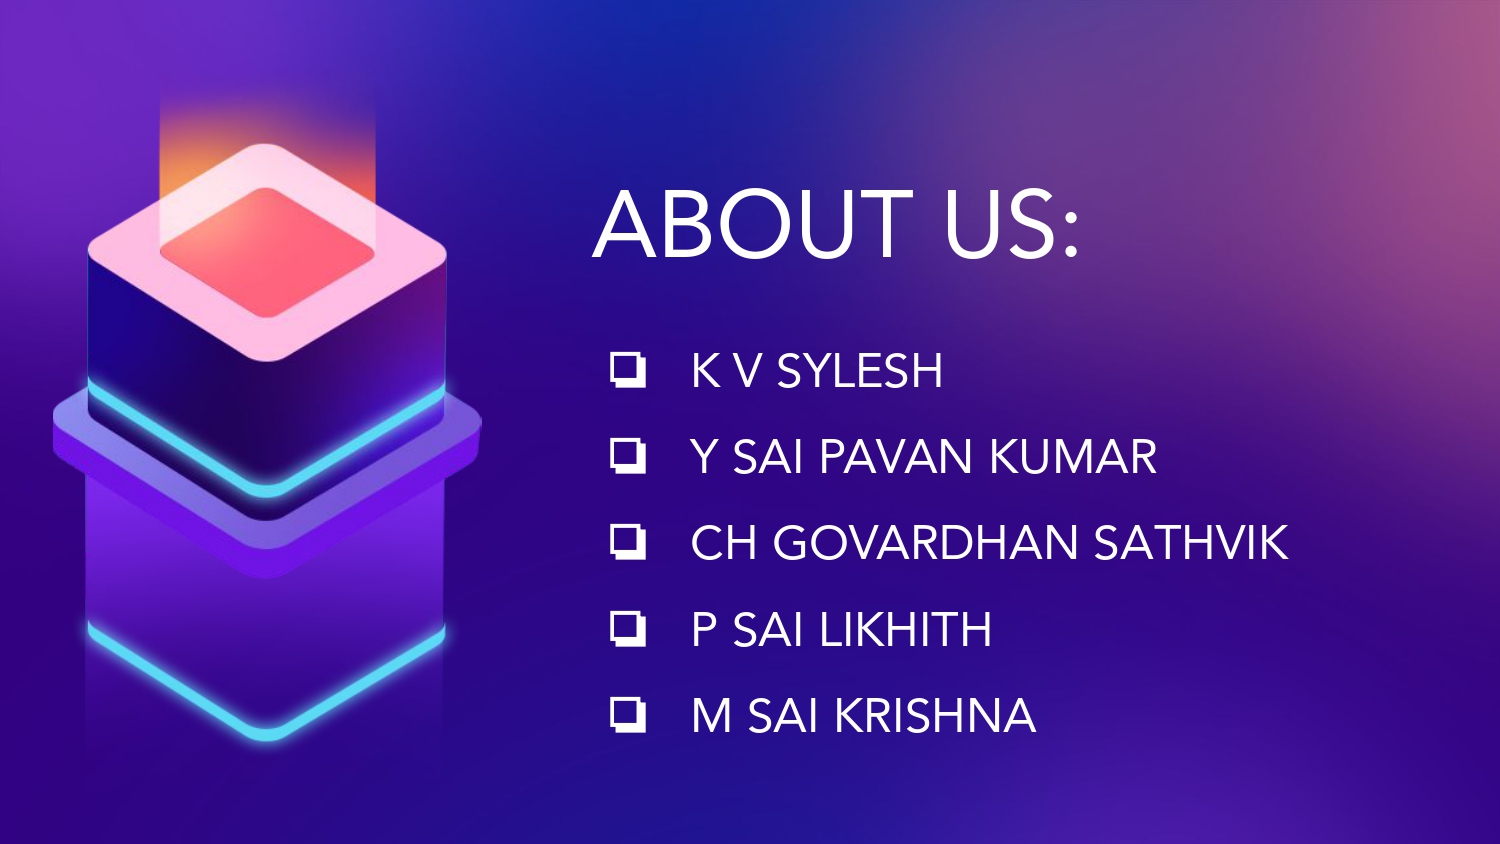 ABOUT US:
❑ K V SYLESH
❑ Y SAI PAVAN KUMAR
❑ CH GOVARDHAN SATHVIK
❑ P SAI LIKHITH
❑ M SAI KRISHNA